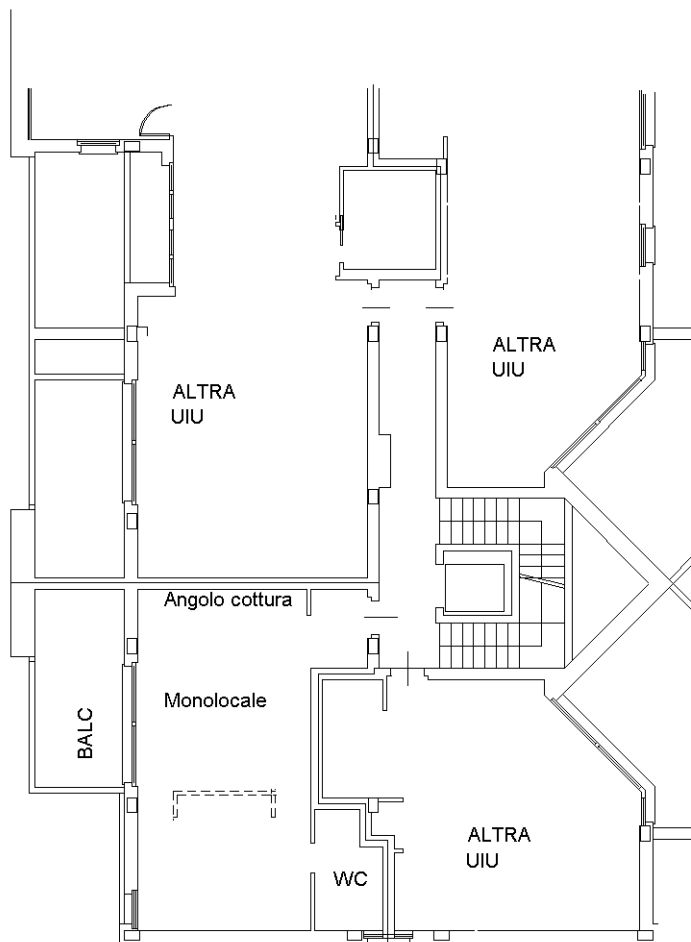 ALTRA
UIU
ALTRA
UIU
Angolo cottura
Monolocale
BALC
ALTRA
UIU
WC